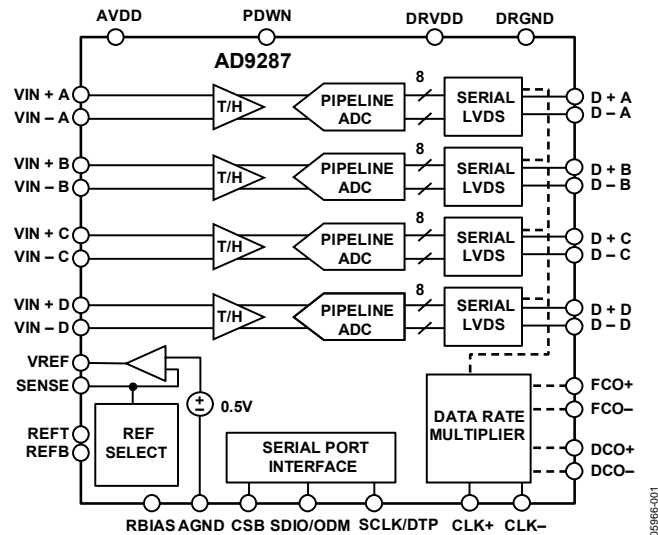 AVDD PDWN DRVDD DRGND
AD9287
VIN + A
VIN – A
T/H
PIPELINE
ADC
8
SERIAL
LVDS
D + A
D – A
VIN + B
VIN – B
T/H
PIPELINE
ADC
8
SERIAL
LVDS
D + B
D – B
VIN + C
VIN – C
T/H
PIPELINE
ADC
8
SERIAL
LVDS
D + C
D – C
VIN + D
VIN – D
T/H
PIPELINE
ADC
8
SERIAL
LVDS
D + D
D – D
VREF
SENSE
+
–
0.5V
REFT
REFB
REF
SELECT
SERIAL PORT
INTERFACE
DATA RATE
MULTIPLIER
FCO+
FCO–
DCO+
DCO–
RBIAS AGND CSB SDIO/ODM SCLK/DTP CLK+ CLK–
05966-001